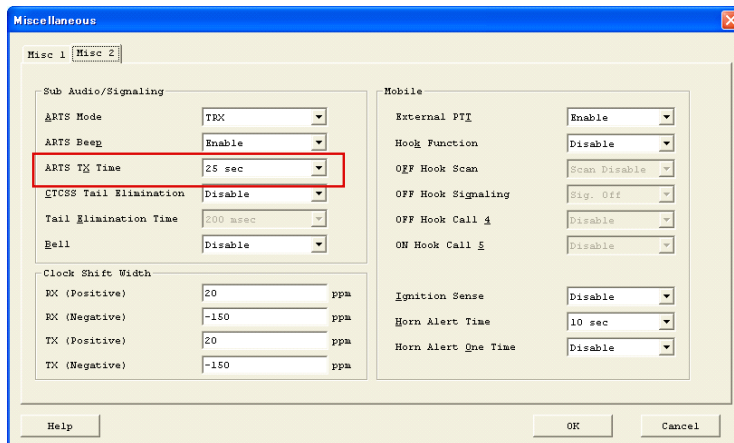 Miscellaneous
Misc 1 Misc 2
Sub Audio/Signaling
ARTS Mode TRX
ARTS Beep Enable
ARTS TX Time 25 sec
CTCSS Tail Elimination Disable
Tail Elimination Time 200 msec
Bell Disable
Clock Shift Width
RX (Positive) 20 ppm
RX (Negative) -150 ppm
TX (Positive) 20 ppm
TX (Negative) -150 ppm
Mobile
External PTT Enable
Hook Function Disable
OFF Hook Scan Scan Disable
OFF Hook Signaling Sig. Off
OFF Hook Call 4 Disable
ON Hook Call 5 Disable
Ignition Sense Disable
Horn Alert Time 10 sec
Horn Alert One Time Disable
Help OK Cancel